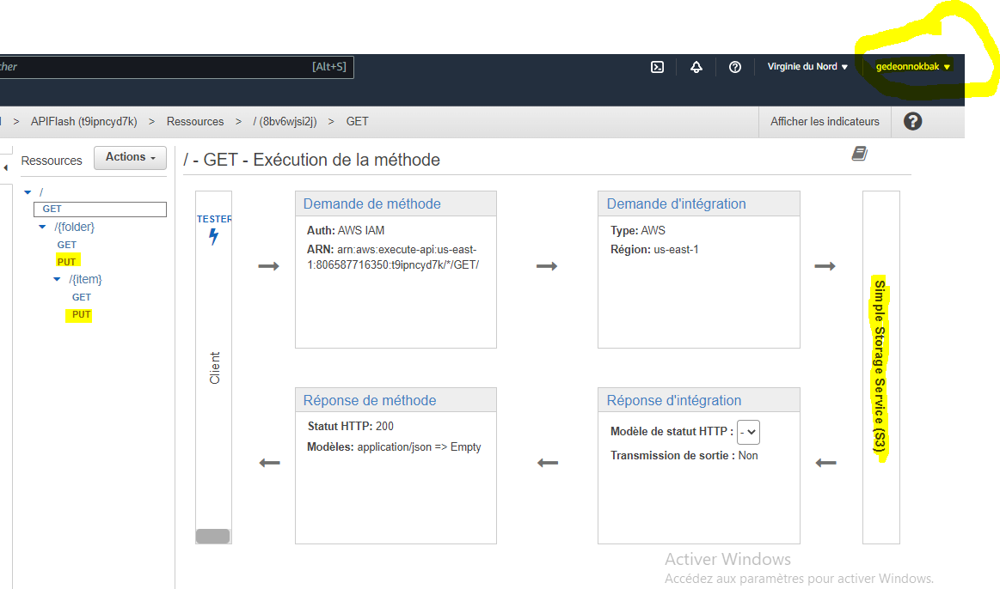 cher [Alt+S] Virginie du Nord gedeonnokbak
> APIFlash (t9ipncyd7k) > Ressources > / (8bv6wjsi2j) > GET Afficher les indicateurs
Ressources Actions
/ - GET - Exécution de la méthode
/
GET
/{folder}
GET
PUT
/{item}
GET
PUT
TESTER
Client
Demande de méthode
Auth: AWS IAM
ARN: arn:aws:execute-api:us-east-
1:806587716350:t9ipncyd7k/*/GET/
Demande d'intégration
Type: AWS
Région: us-east-1
Simple Storage Service (S3)
Réponse de méthode
Statut HTTP: 200
Modèles: application/json => Empty
Réponse d'intégration
Modèle de statut HTTP : -
Transmission de sortie : Non
Activer Windows
Accédez aux paramètres pour activer Windows.